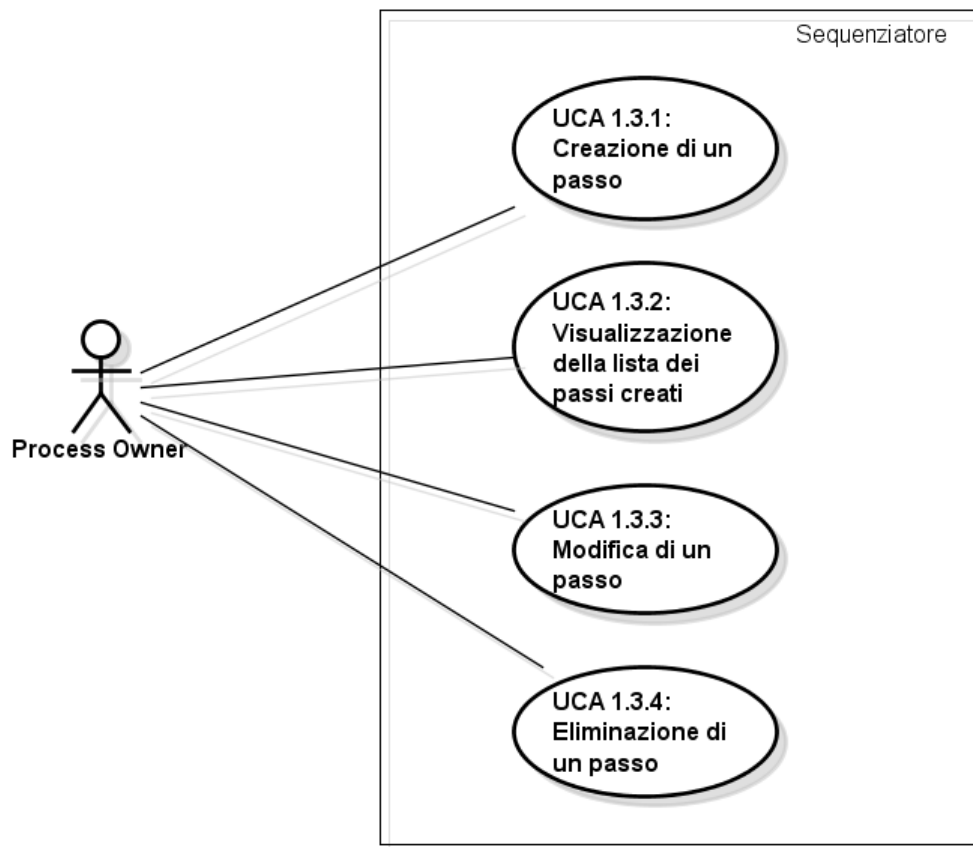 Sequenziatore
UCA 1.3.1:
Creazione di un
passo
UCA 1.3.2:
Visualizzazione
della lista dei
passi creati
Process Owner
UCA 1.3.3:
Modifica di un
passo
UCA 1.3.4:
Eliminazione di
un passo